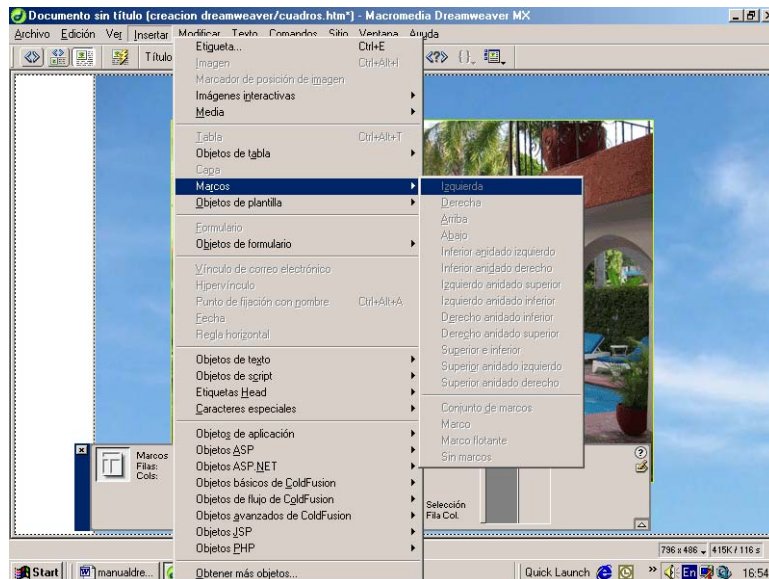 Documento sin título (creacion dreamweaver/cuadros.htm*) - Macromedia Dreamweaver MX
Archivo Edición Ver Insertar Modificar Texto Comandos Sitio Ventana Ayuda
Título
Etiqueta... Ctrl+E
Imagen Ctrl+Alt+I
Marcador de posición de imagen
Imágenes interactivas
Media
Tabla Ctrl+Alt+T
Objetos de tabla
Capa
Marcos
Objetos de plantilla
Formulario
Objetos de formulario
Vínculo de correo electrónico
Hipervínculo
Punto de fijación con nombre Ctrl+Alt+A
Fecha
Regla horizontal
Objetos de texto
Objetos de script
Etiquetas Head
Caracteres especiales
Objetos de aplicación
Objetos ASP
Objetos ASP.NET
Objetos básicos de ColdFusion
Objetos de flujo de ColdFusion
Objetos avanzados de ColdFusion
Objetos JSP
Objetos PHP
Obtener más objetos...
Izquierda
Derecha
Arriba
Abajo
Inferior anidado izquierdo
Inferior anidado derecho
Izquierdo anidado superior
Izquierdo anidado inferior
Derecho anidado inferior
Derecho anidado superior
Superior e inferior
Superior anidado izquierdo
Superior anidado derecho
Conjunto de marcos
Marco
Marco flotante
Sin marcos
Marcos
Filas:
Cols:
Selección
Fila Col.
796 x 486 415K / 116 s
Start manualdre... Quick Launch » En 16:54